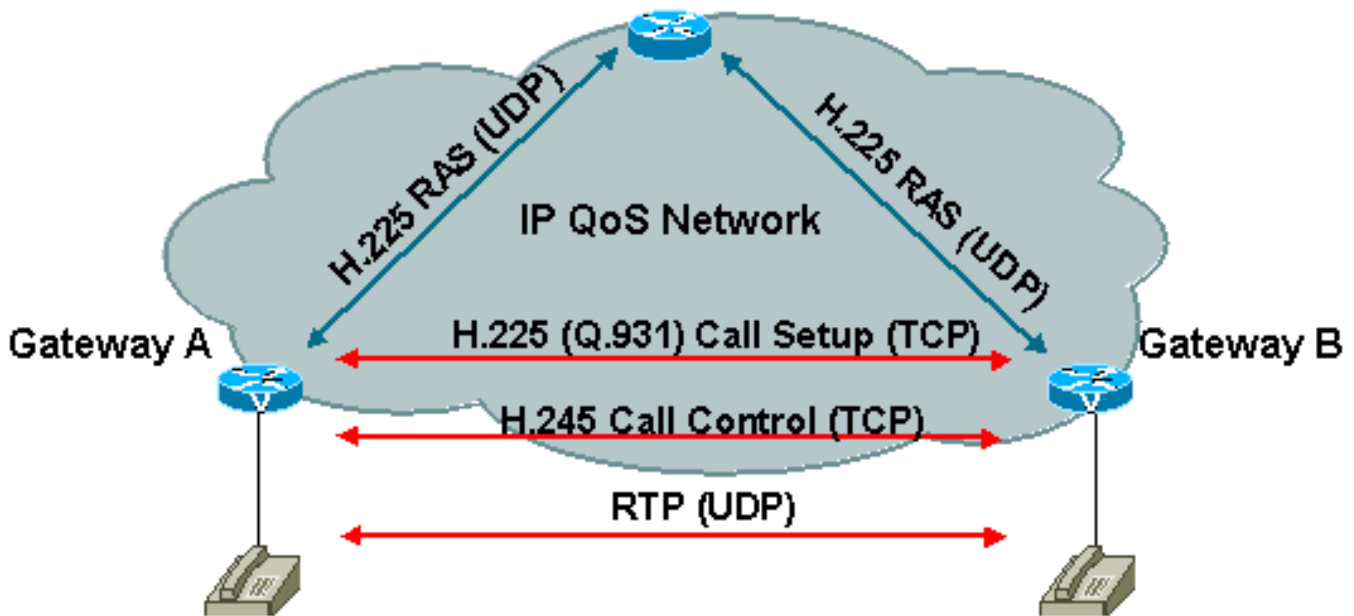 H.225 RAS (UDP)
H.225 RAS (UDP)
IP QoS Network
Gateway A
H.225 (Q.931) Call Setup (TCP)
Gateway B
V
V
H.245 Call Control (TCP)
RTP (UDP)